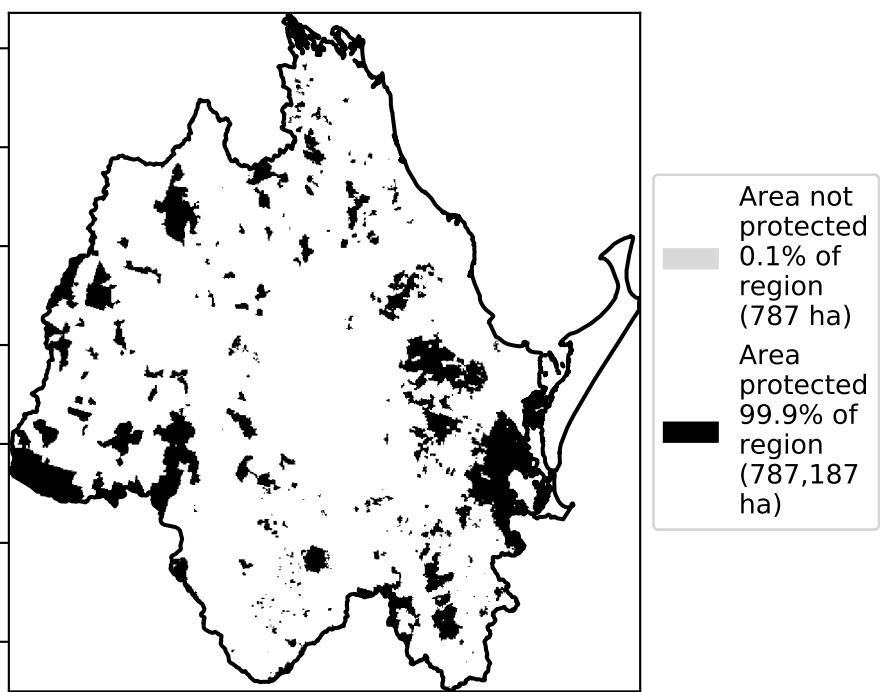 Area not
protected
0.1% of
region
(787 ha)
Area
protected
99.9% of
region
(787,187
ha)